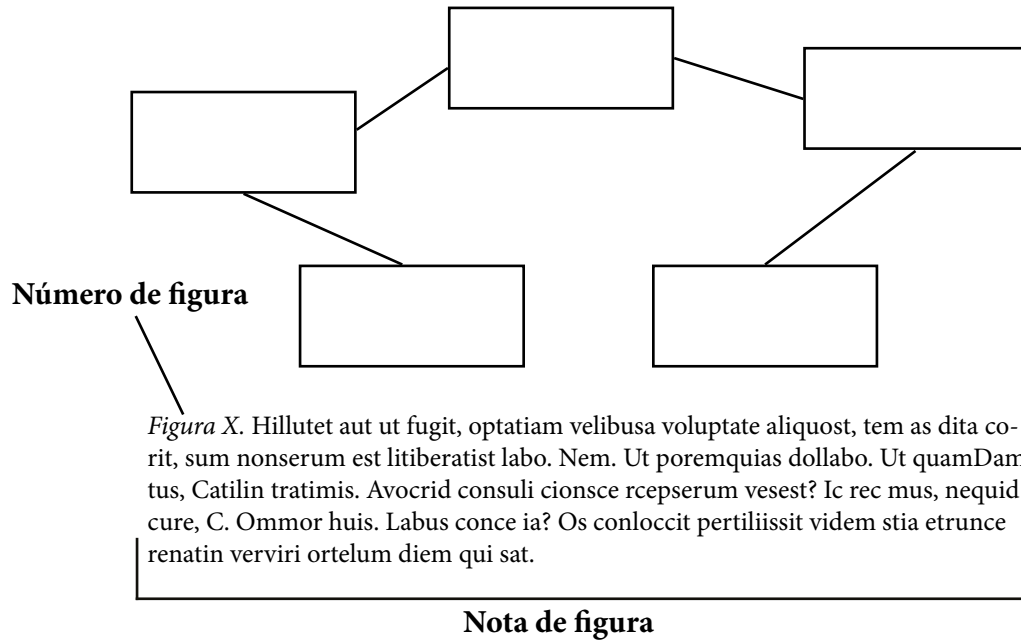 Número de figura
Figura X. Hillutet aut ut fugit, optatiam velibusa voluptate aliquost, tem as dita co-
rit, sum nonserum est litiberatist labo. Nem. Ut poremquias dollabo. Ut quamDam
tus, Catilin tratimis. Avocrid consuli cionsce rcepserum vesest? Ic rec mus, nequid
cure, C. Ommor huis. Labus conce ia? Os conloccit pertiliissit videm stia etrunce
renatin verviri ortelum diem qui sat.
Nota de figura